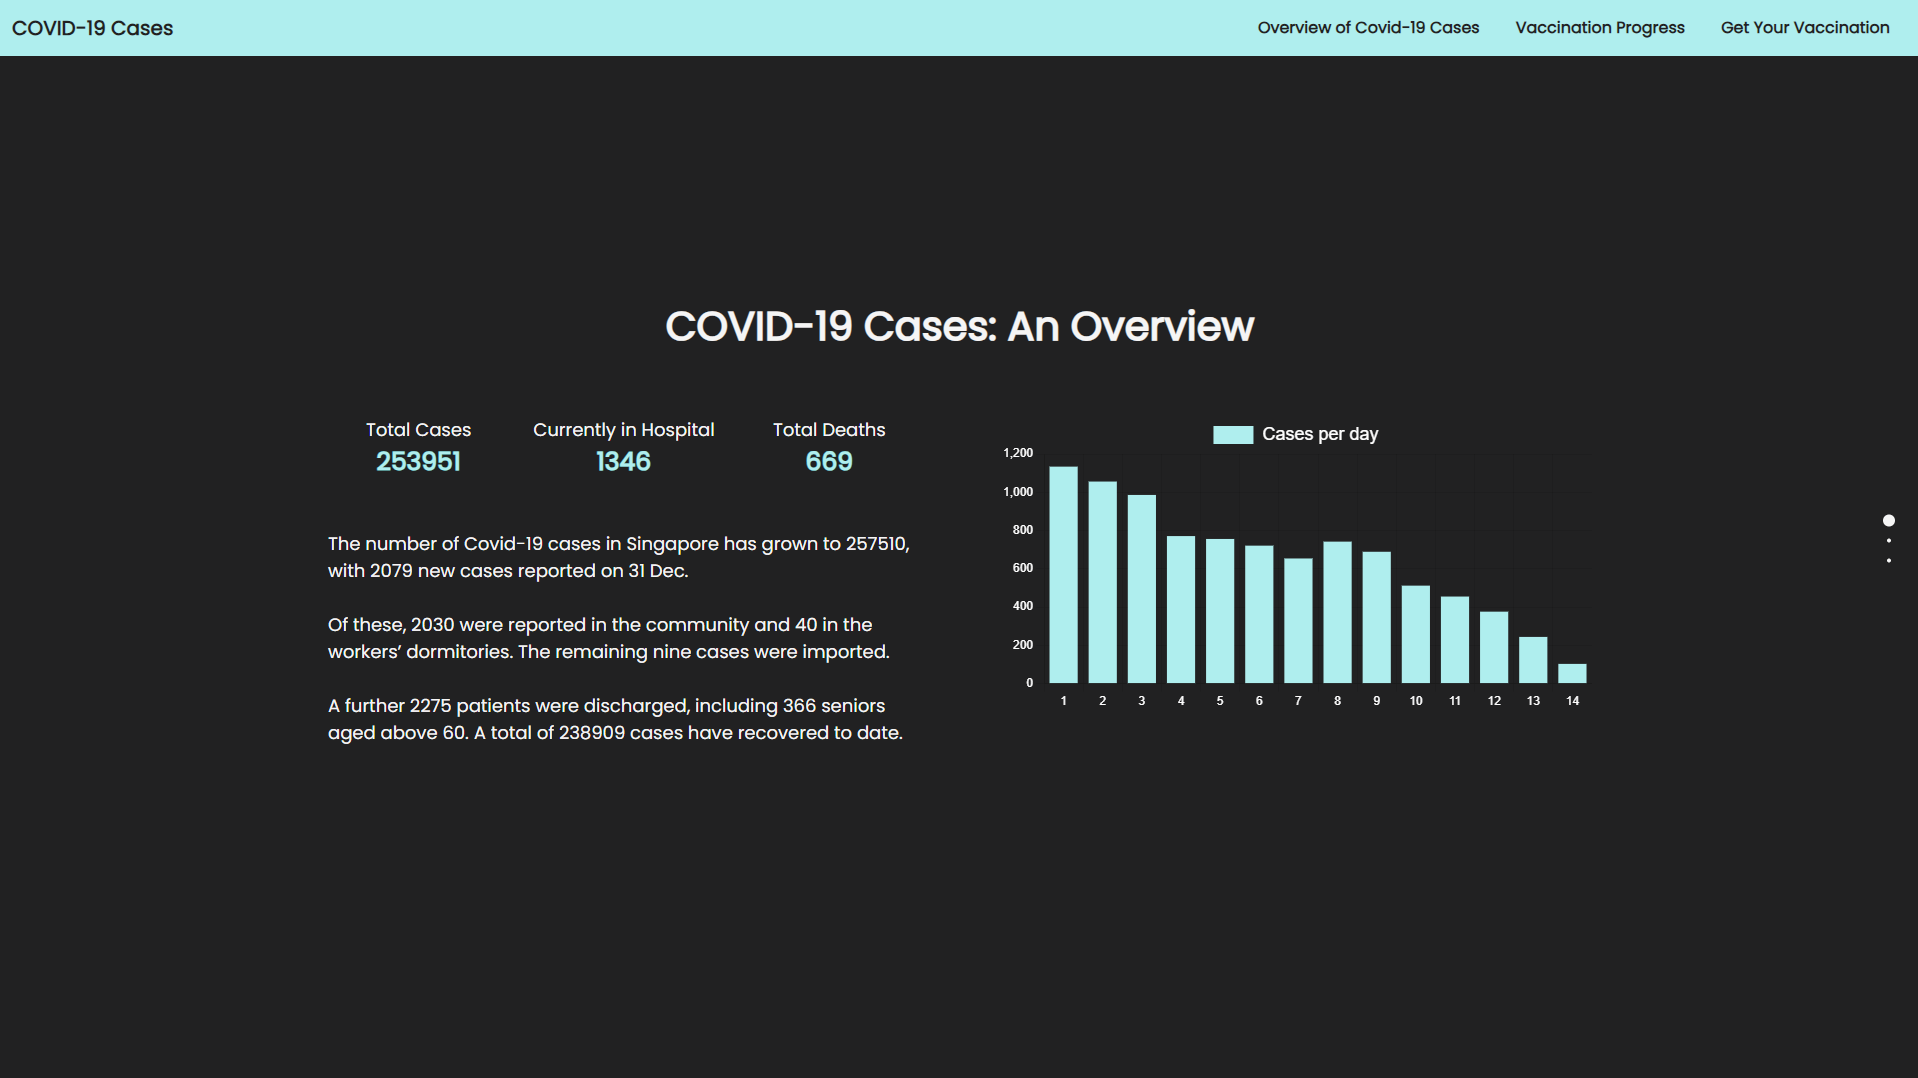 COVID-19 Cases
Overview of Covid-19 Cases
Vaccination Progress
Get Your Vaccination
COVID-19 Cases: An Overview
Total Cases
253951
Currently in Hospital
1346
Total Deaths
669
The number of Covid-19 cases in Singapore has grown to 257510,
with 2079 new cases reported on 31 Dec.
Of these, 2030 were reported in the community and 40 in the
workers’ dormitories. The remaining nine cases were imported.
A further 2275 patients were discharged, including 366 seniors
aged above 60. A total of 238909 cases have recovered to date.
Cases per day
1,200
1,000
800
600
400
200
0
1 2 3 4 5 6 7 8 9 10 11 12 13 14